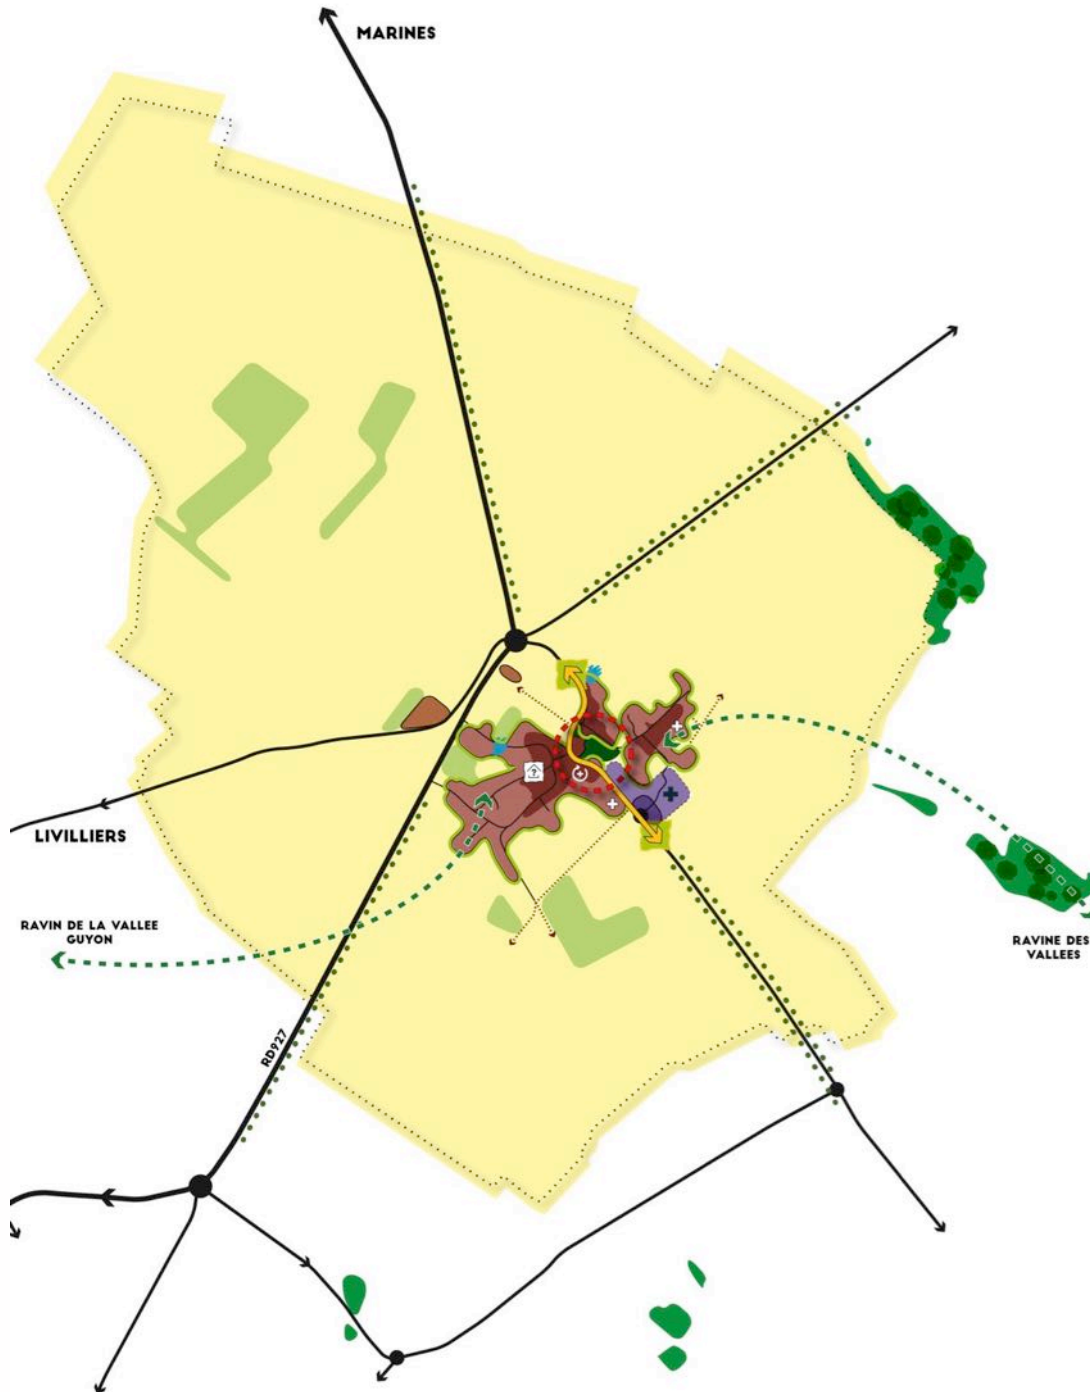 MARINES
LIVILLIERS
RAVIN DE LA VALLEE
GUYON
RAVINE DES
VALLEES
RD927
?